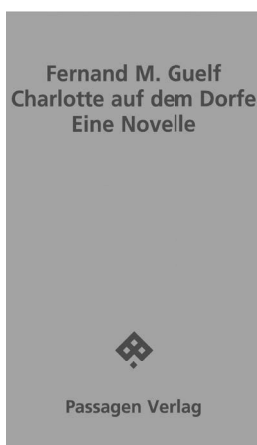 Fernand M. Guelf
Charlotte auf dem Dorfe
Eine Novelle
Passagen Verlag